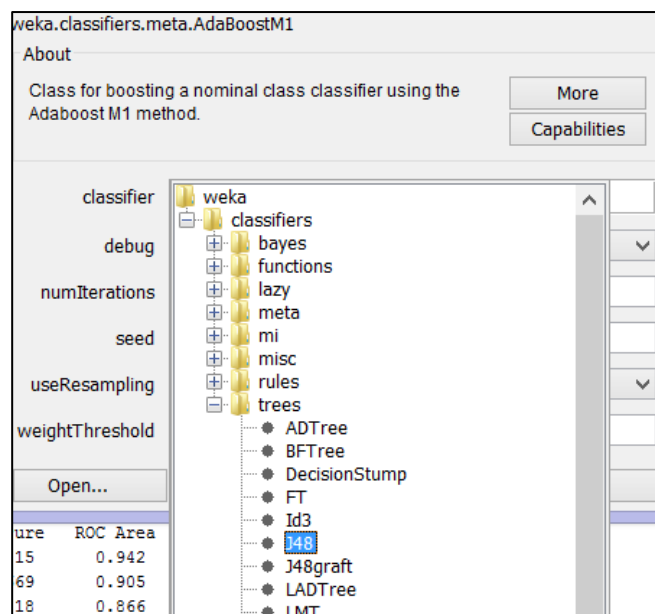 weka.classifiers.meta.AdaBoostM1
About
Class for boosting a nominal class classifier using the
Adaboost M1 method.
More
Capabilities
classifier
debug
numIterations
seed
useResampling
weightThreshold
Open...
weka
classifiers
bayes
functions
lazy
meta
mi
misc
rules
trees
ADTree
BFTree
DecisionStump
FT
Id3
J48
J48graft
LADTree
LMT
ure ROC Area
15 0.942
69 0.905
18 0.866